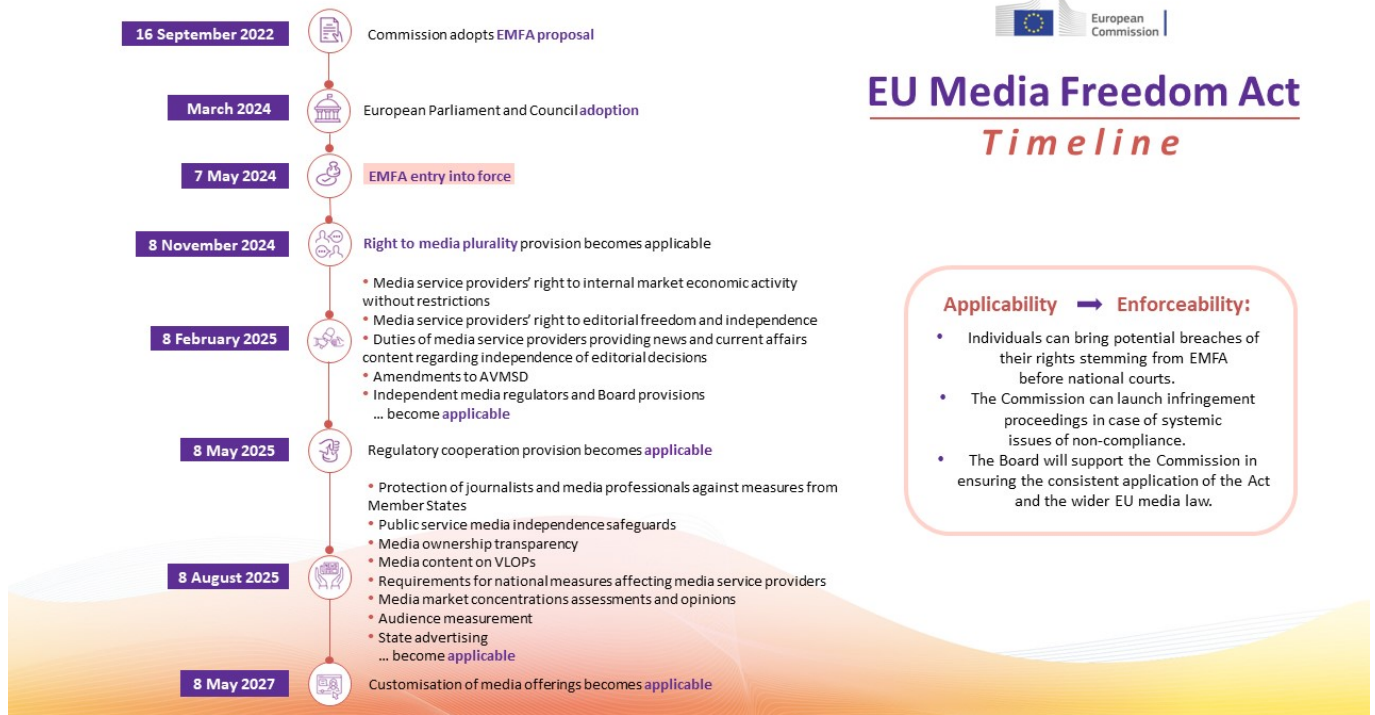 European
Commission
EU Media Freedom Act
Timeline
16 September 2022
Commission adopts EMFA proposal
March 2024
European Parliament and Council adoption
7 May 2024
EMFA entry into force
8 November 2024
Right to media plurality provision becomes applicable
8 February 2025
• Media service providers’ right to internal market economic activity
without restrictions
• Media service providers’ right to editorial freedom and independence
• Duties of media service providers providing news and current affairs
content regarding independence of editorial decisions
• Amendments to AVMSD
• Independent media regulators and Board provisions
... become applicable
8 May 2025
Regulatory cooperation provision becomes applicable
8 August 2025
• Protection of journalists and media professionals against measures from
Member States
• Public service media independence safeguards
• Media ownership transparency
• Media content on VLOPs
• Requirements for national measures affecting media service providers
• Media market concentrations assessments and opinions
• Audience measurement
• State advertising
... become applicable
8 May 2027
Customisation of media offerings becomes applicable
Applicability ➡ Enforceability:
• Individuals can bring potential breaches of
their rights stemming from EMFA
before national courts.
• The Commission can launch infringement
proceedings in case of systemic
issues of non-compliance.
• The Board will support the Commission in
ensuring the consistent application of the Act
and the wider EU media law.